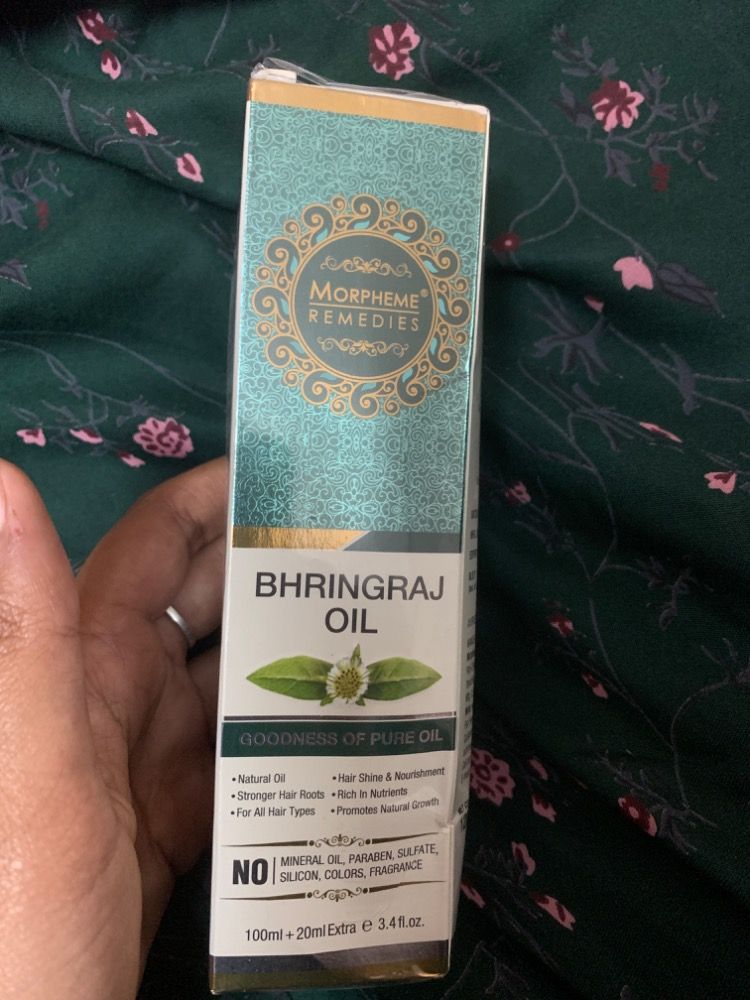 MORPHEME®
REMEDIES
BHRINGRAJ
OIL
GOODNESS OF PURE OIL
• Natural Oil
• Stronger Hair Roots
• For All Hair Types
• Hair Shine & Nourishment
• Rich In Nutrients
• Promotes Natural Growth
NO
MINERAL OIL, PARABEN, SULFATE,
SILICON, COLORS, FRAGRANCE
100ml + 20ml Extra ℮ 3.4 fl.oz.